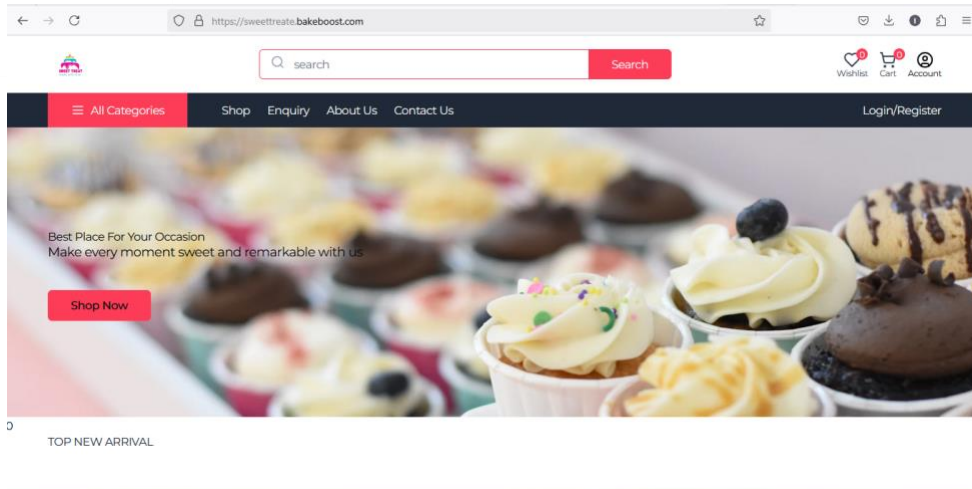 https://sweettreate.bakeboost.com
SWEET TREAT
search
Search
0
0
Wishlist
Cart
Account
All Categories
Shop
Enquiry
About Us
Contact Us
Login/Register
Best Place For Your Occasion
Make every moment sweet and remarkable with us
Shop Now
TOP NEW ARRIVAL